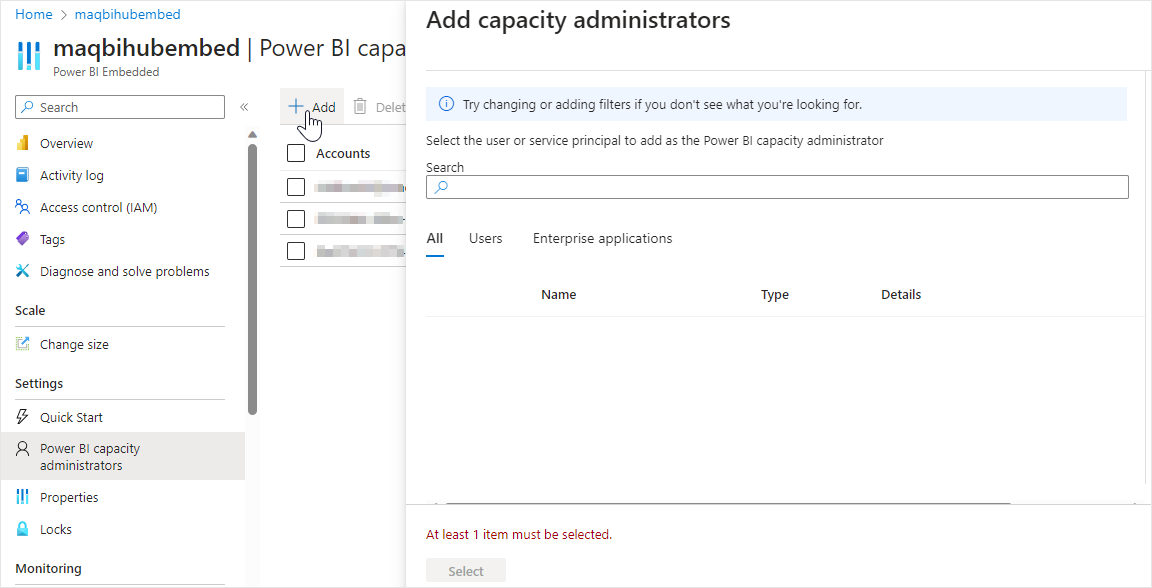 Home > maqbihubembed
maqbihubembed | Power BI capa
Power BI Embedded
Search
«
Overview
Activity log
Access control (IAM)
Tags
Diagnose and solve problems
Scale
Change size
Settings
Quick Start
Power BI capacity
administrators
Properties
Locks
Monitoring
Add
Delet
Accounts
Add capacity administrators
Try changing or adding filters if you don't see what you're looking for.
Select the user or service principal to add as the Power BI capacity administrator
Search
All Users Enterprise applications
Name Type Details
At least 1 item must be selected.
Select